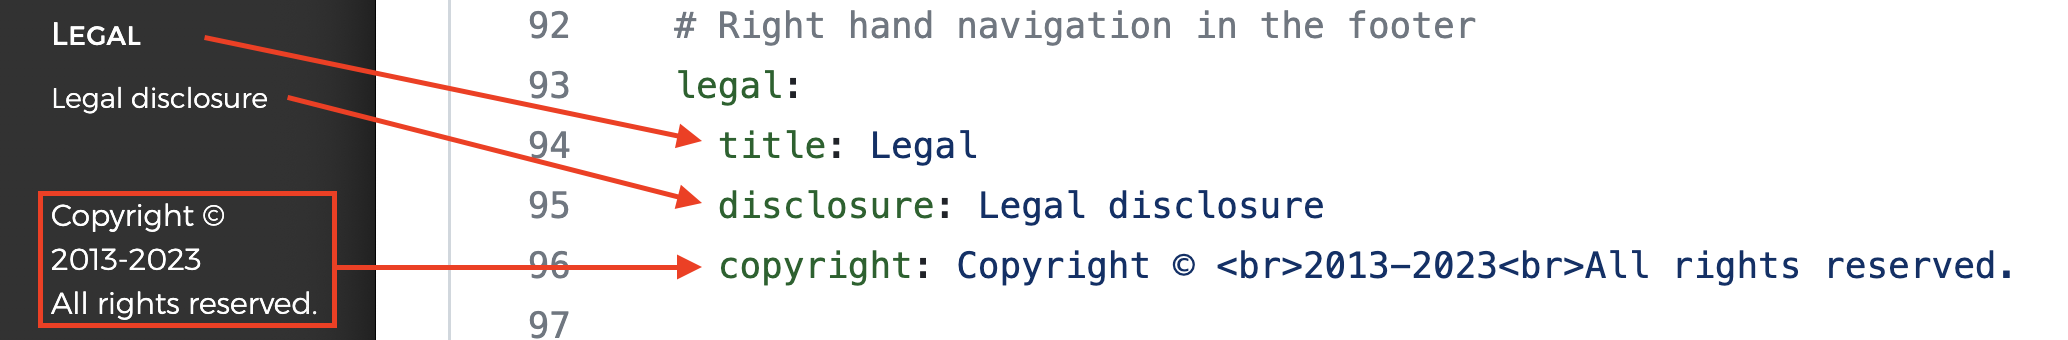 LEGAL
Legal disclosure
Copyright ©
2013-2023
All rights reserved.
92 # Right hand navigation in the footer
93 legal:
94 title: Legal
95 disclosure: Legal disclosure
96 copyright: Copyright © <br>2013-2023<br>All rights reserved.
97